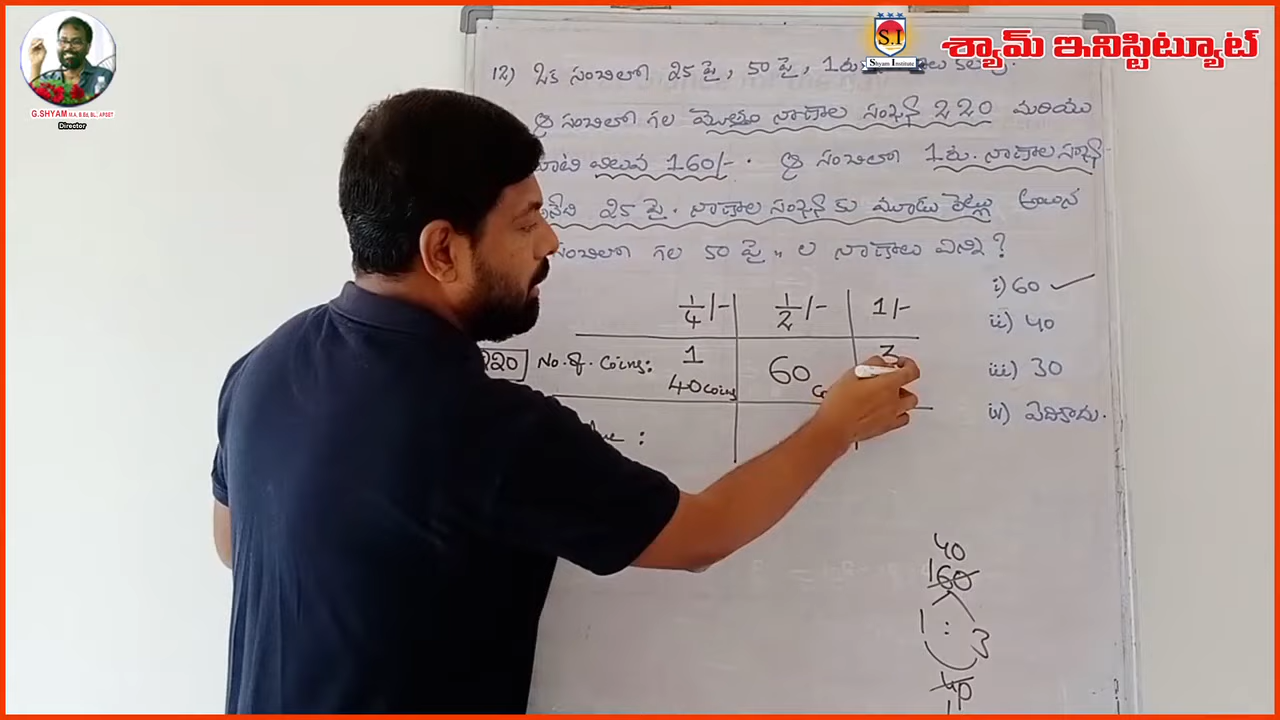 G.SHYAM M.A. B.Ed, BL., APSET
Director
S.I
Shyam Institute
శ్యామ్ ఇనిస్టిట్యూట్
12) ఒక సంచిలో 25 పై, 50 పై, 1రు.
ఆ సంచిలో గల మొత్తం నాణాల సంఖ్య 220 మరియు
విలువ 160/- . ఆ సంచిలో 1రు. నాణాల సంఖ్య
25 పై. నాణాల సంఖ్య కు మూడు రెట్లు అయిన
సంచిలో గల 50 పై ,, ల నాణాలు ఎన్ని ?
i) 60 ✓
ii) 40
iii) 30
iv) ఏదికాదు.
1/4 /- 1/2 /- 1/-
220 No. of. Coins: 1 60 3
40 coins
:
40
160
1 : 3
40